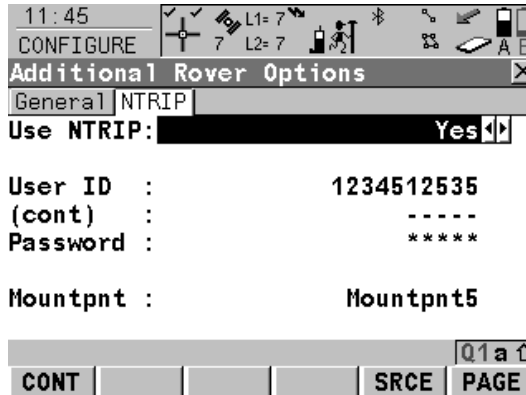 11:45 L1= 7
CONFIGURE 7 L2= 7 A
Additional Rover Options
General NTRIP
Use NTRIP: Yes
User ID : 1234512535
(cont) : -----
Password : *****
Mountpnt : Mountpnt5
Q1a
CONT SRCE PAGE